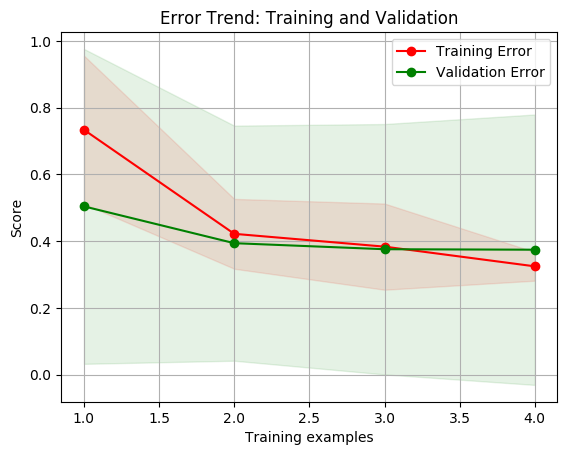 Error Trend: Training and Validation
1.0
0.8
0.6
0.4
0.2
0.0
Score
Training Error
Validation Error
1.0 1.5 2.0 2.5 3.0 3.5 4.0
Training examples